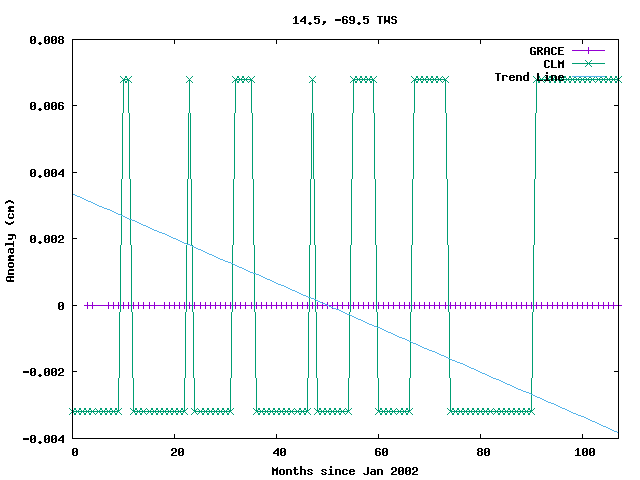 14.5, -69.5 TWS
GRACE
CLM
Trend Line
0.008
0.006
0.004
0.002
0
-0.002
-0.004
Anomaly (cm)
0 20 40 60 80 100
Months since Jan 2002